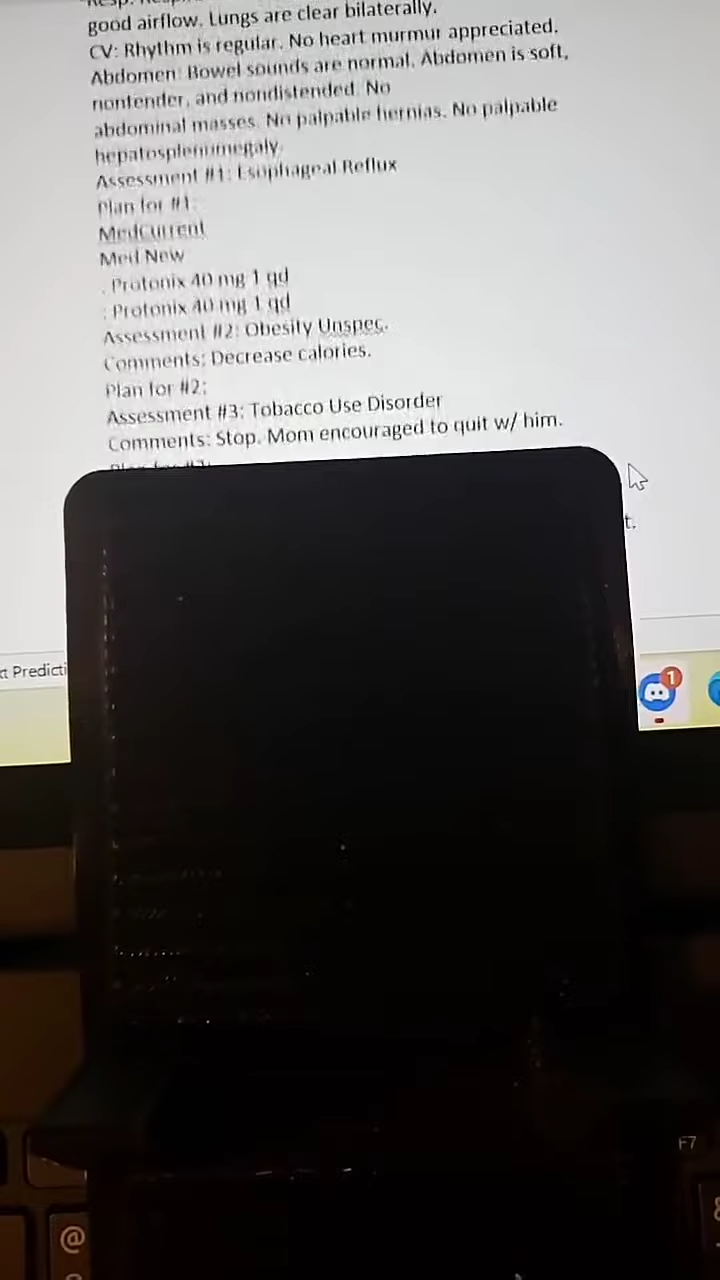 good airflow. Lungs are clear bilaterally.
CV: Rhythm is regular. No heart murmur appreciated.
Abdomen: Bowel sounds are normal. Abdomen is soft,
nontender, and nondistended. No
abdominal masses. No palpable hernias. No palpable
hepatosplenomegaly.
Assessment #1: Esophageal Reflux
Plan for #1:
MedCurrent
Med New
. Protonix 40 mg 1 qd
: Protonix 40 mg 1 qd
Assessment #2: Obesity Unspec.
Comments: Decrease calories.
Plan for #2:
Assessment #3: Tobacco Use Disorder
Comments: Stop. Mom encouraged to quit w/ him.
t.
xt Predicti
1
F7
@